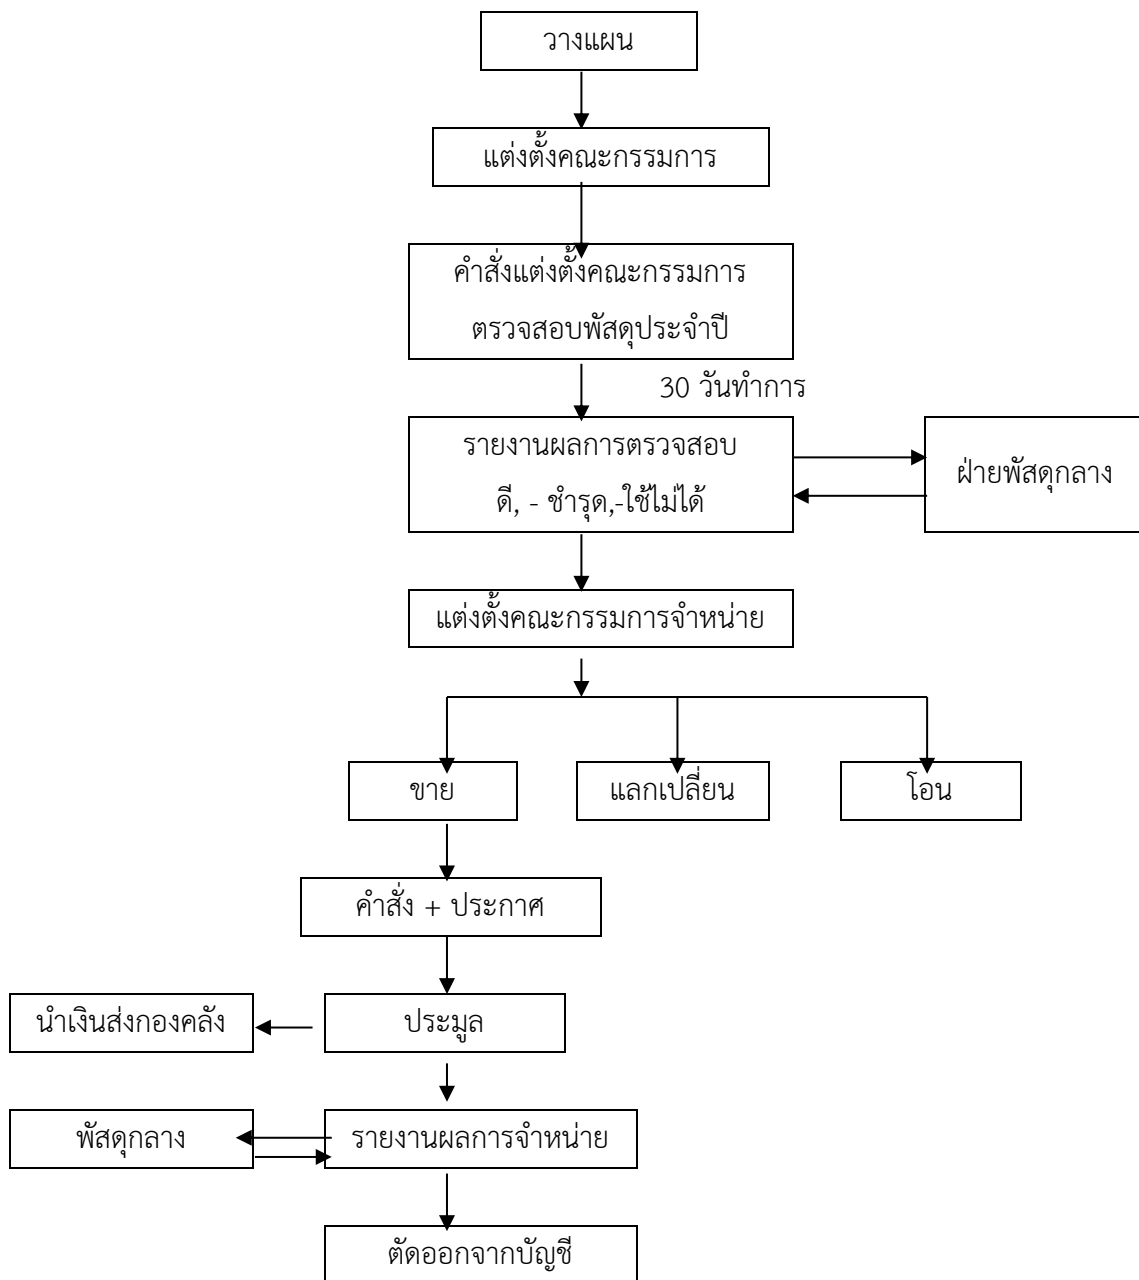 วางแผน
แต่งตั้งคณะกรรมการ
คำสั่งแต่งตั้งคณะกรรมการ
ตรวจสอบพัสดุประจำปี
30 วันทำการ
รายงานผลการตรวจสอบ
ดี, - ชำรุด,-ใช้ไม่ได้
ฝ่ายพัสดุกลาง
แต่งตั้งคณะกรรมการจำหน่าย
ขาย
แลกเปลี่ยน
โอน
คำสั่ง + ประกาศ
นำเงินส่งกองคลัง
ประมูล
พัสดุกลาง
รายงานผลการจำหน่าย
ตัดออกจากบัญชี